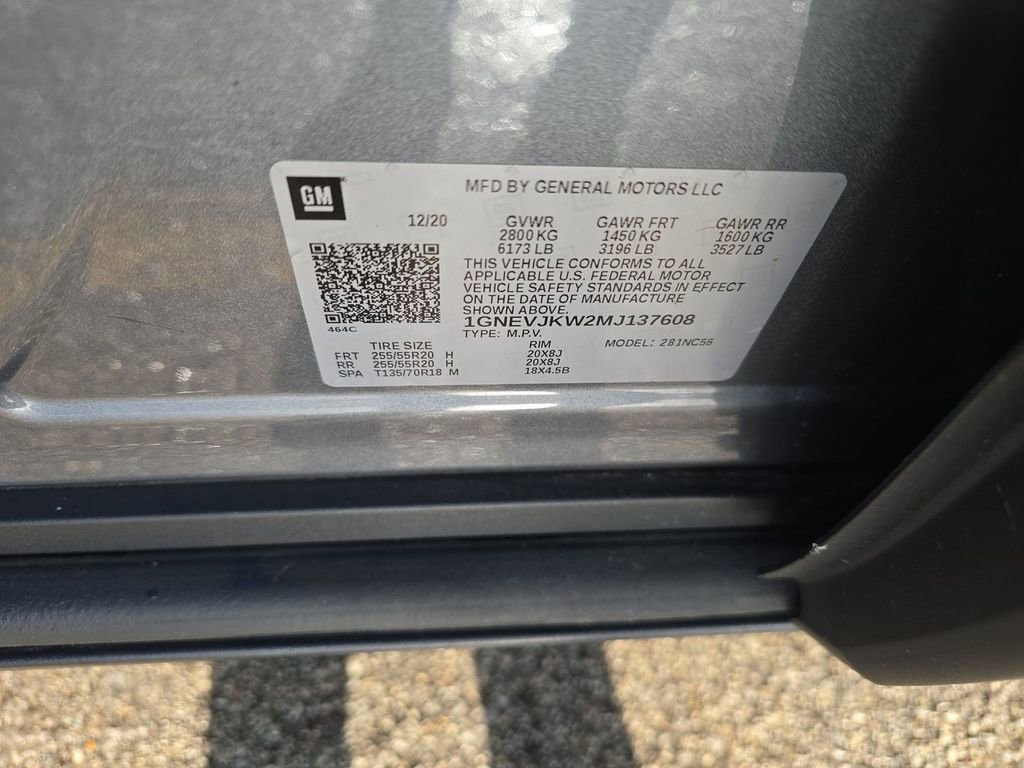 GM
MFD BY GENERAL MOTORS LLC
12/20 GVWR GAWR FRT GAWR RR
2800 KG 1450 KG 1600 KG
6173 LB 3196 LB 3527 LB
THIS VEHICLE CONFORMS TO ALL
APPLICABLE U.S. FEDERAL MOTOR
VEHICLE SAFETY STANDARDS IN EFFECT
ON THE DATE OF MANUFACTURE
SHOWN ABOVE.
1GNEVJKW2MJ137608
464C
TYPE: M.P.V. MODEL: 281NC56
TIRE SIZE RIM
FRT 255/55R20 H 20X8J
RR 255/55R20 H 20X8J
SPA T135/70R18 M 18X4.5B